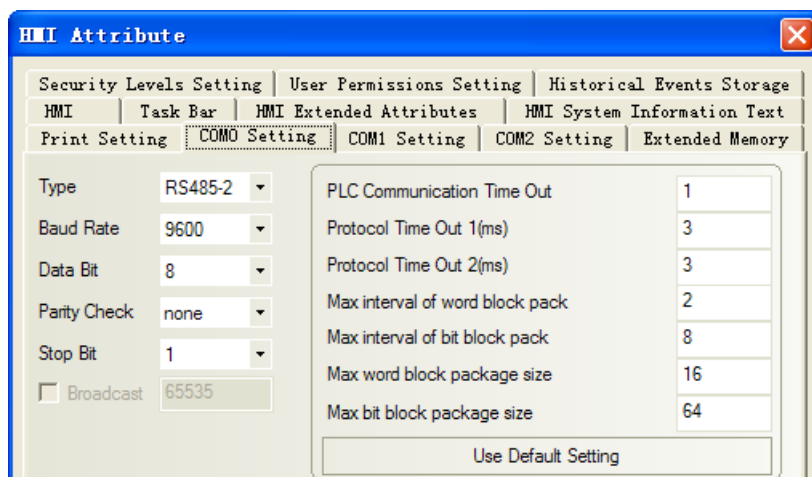 HMI Attribute
Security Levels Setting User Permissions Setting Historical Events Storage
HMI Task Bar HMI Extended Attributes HMI System Information Text
Print Setting COM0 Setting COM1 Setting COM2 Setting Extended Memory
Type RS485-2
Baud Rate 9600
Data Bit 8
Parity Check none
Stop Bit 1
Broadcast 65535
PLC Communication Time Out 1
Protocol Time Out 1(ms) 3
Protocol Time Out 2(ms) 3
Max interval of word block pack 2
Max interval of bit block pack 8
Max word block package size 16
Max bit block package size 64
Use Default Setting